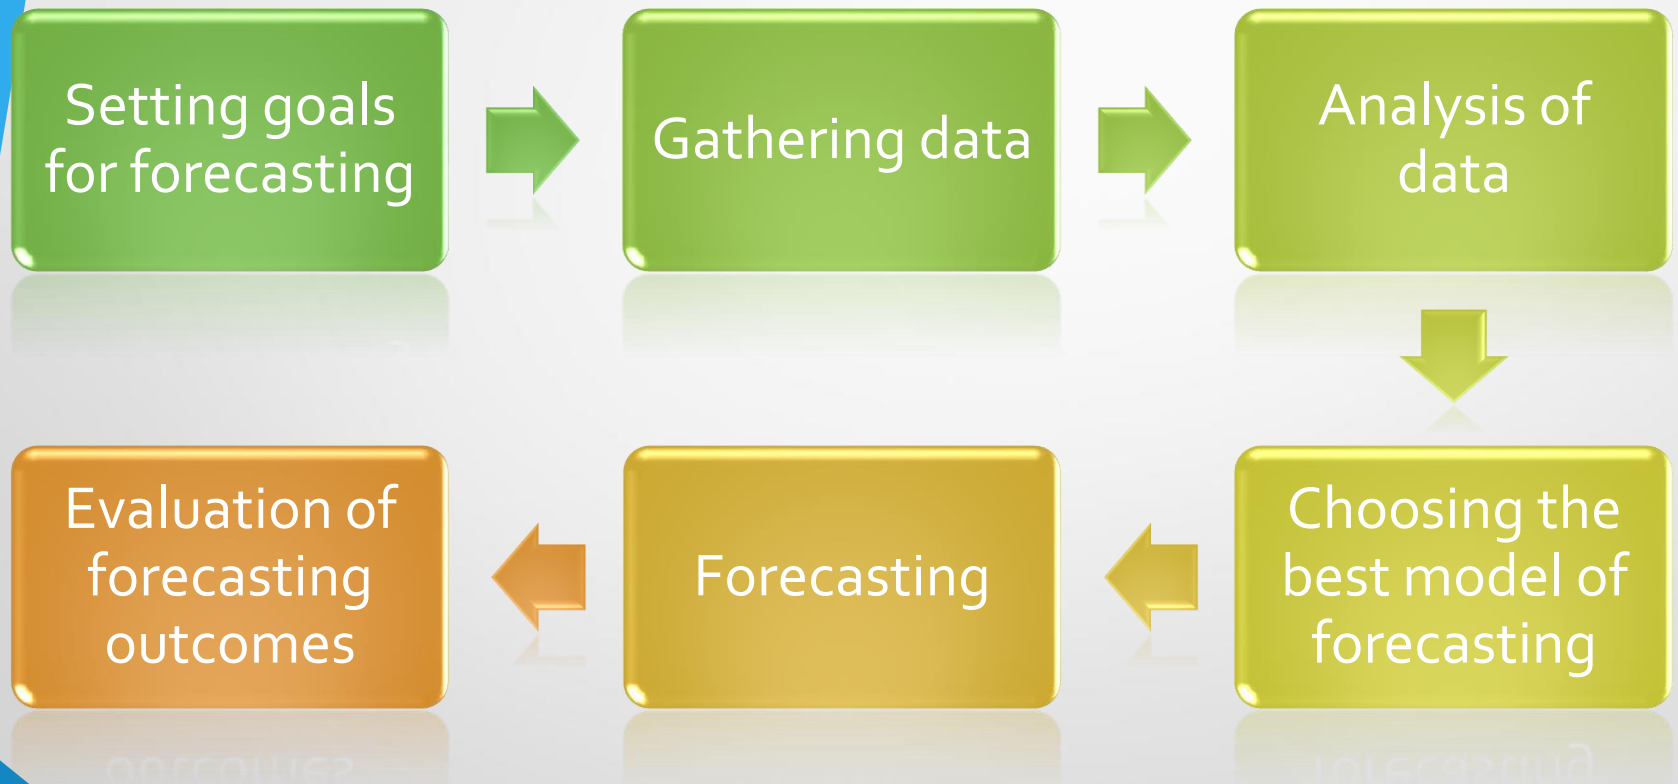 Setting goals
for forecasting
Gathering data
Analysis of
data
Choosing the
best model of
forecasting
Forecasting
Evaluation of
forecasting
outcomes